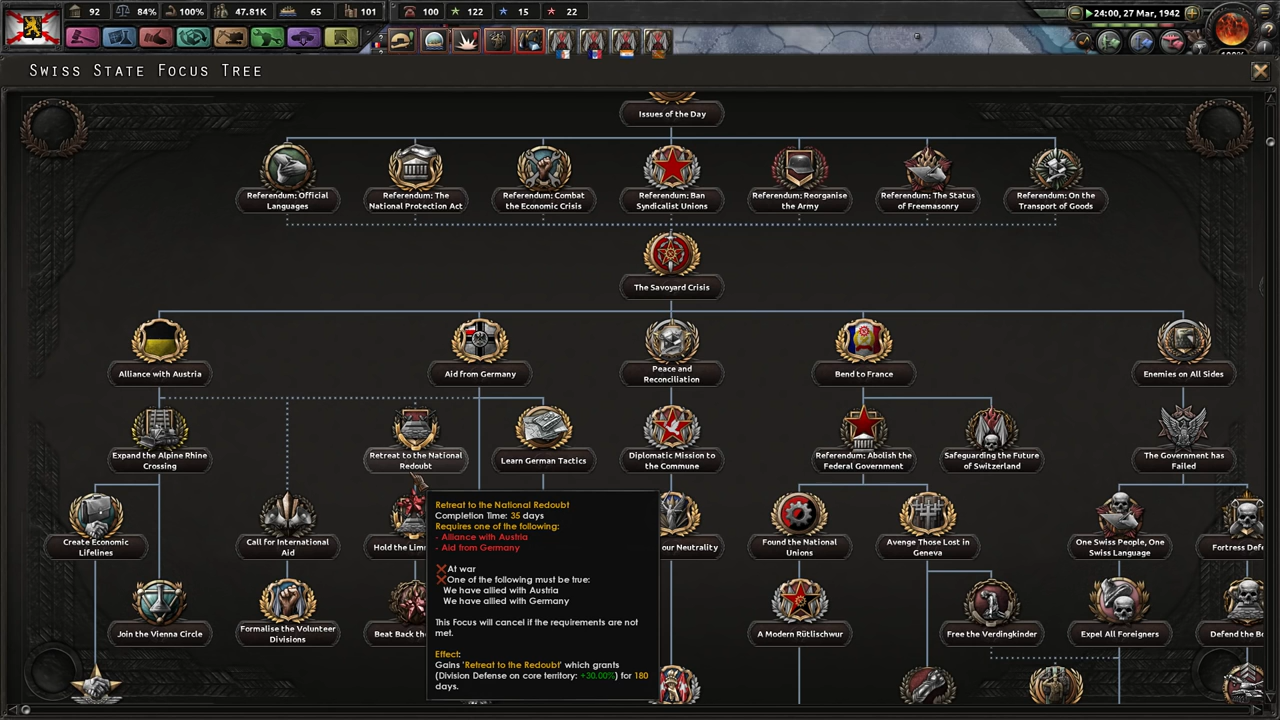 92
84%
100%
47.81K
65
101
100
122
15
22
24:00, 27 Mar, 1942
Swiss State Focus Tree
Issues of the Day
Referendum: Official
Languages
Referendum: The
National Protection Act
Referendum: Combat
the Economic Crisis
Referendum: Ban
Syndicalist Unions
Referendum: Reorganise
the Army
Referendum: The Status
of Freemasonry
Referendum: On the
Transport of Goods
The Savoyard Crisis
Alliance with Austria
Aid from Germany
Peace and
Reconciliation
Bend to France
Enemies on All Sides
Expand the Alpine Rhine
Crossing
Retreat to the National
Redoubt
Learn German Tactics
Diplomatic Mission to
the Commune
Referendum: Abolish the
Federal Government
Safeguarding the Future
of Switzerland
The Government has
Failed
Create Economic
Lifelines
Call for International
Aid
Hold the Lim
our Neutrality
Found the National
Unions
Avenge Those Lost in
Geneva
One Swiss People, One
Swiss Language
Fortress Defe
Join the Vienna Circle
Formalise the Volunteer
Divisions
Beat Back the
A Modern Rütlischwur
Free the Verdingkinder
Expel All Foreigners
Defend the Bo
Retreat to the National Redoubt
Completion Time: 35 days
Requires one of the following:
- Alliance with Austria
- Aid from Germany
At war
One of the following must be true:
We have allied with Austria
We have allied with Germany
This Focus will cancel if the requirements are not
met.
Effect:
Gains 'Retreat to the Redoubt' which grants
(Division Defense on core territory: +30.00%) for 180
days.